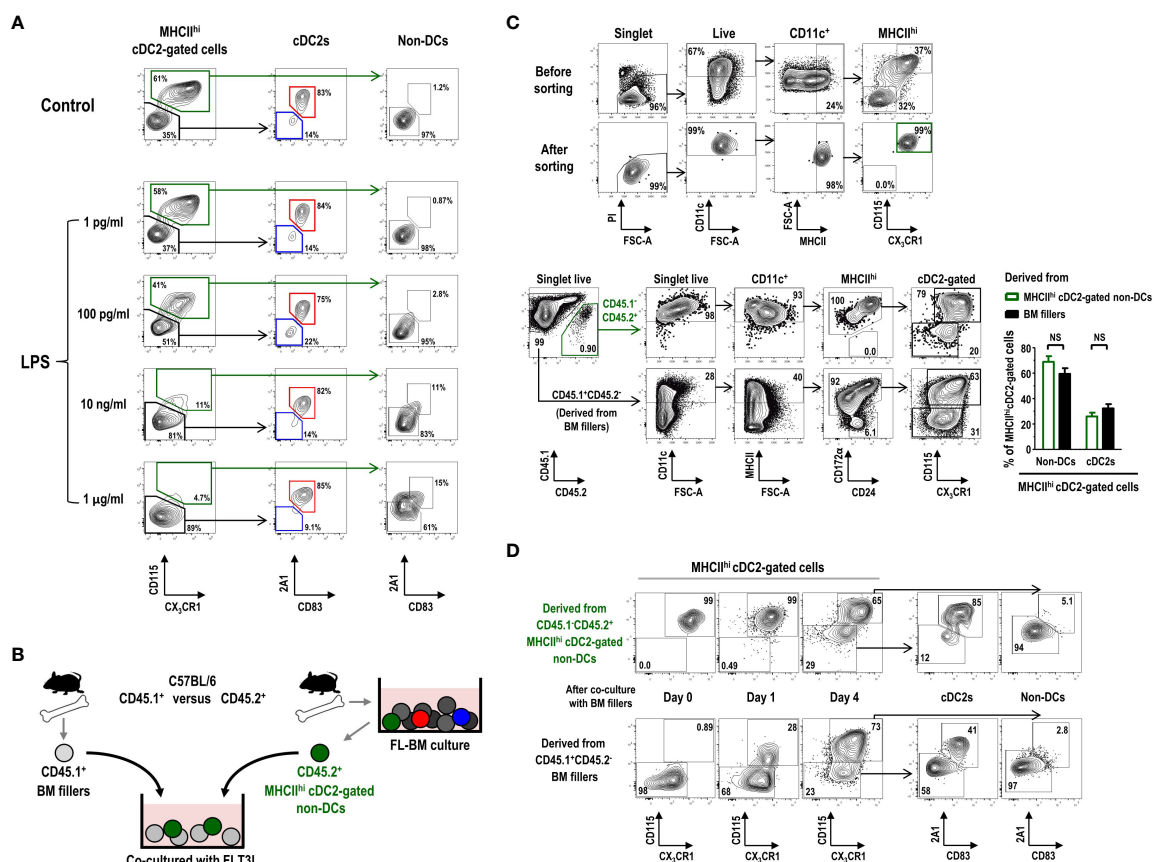 A
MHCIIhi
cDC2-gated cells
cDC2s
Non-DCs
Control
61%
35%
83%
14%
1.2%
97%
LPS
1 pg/ml
58%
37%
84%
14%
0.87%
98%
100 pg/ml
41%
51%
75%
22%
2.8%
95%
10 ng/ml
11%
81%
82%
14%
11%
83%
1 μg/ml
4.7%
89%
85%
9.1%
15%
61%
CD115
CX3CR1
2A1
CD83
2A1
CD83
B
C57BL/6
CD45.1+ versus CD45.2+
FL-BM culture
CD45.1+
BM fillers
CD45.2+
MHCIIhi cDC2-gated
non-DCs
Co-cultured with FLT3L
C
Singlet
Live
CD11c+
MHCIIhi
Before
sorting
96%
67%
24%
37%
32%
After
sorting
99%
99%
98%
99%
0.0%
PI
FSC-A
CD11c
FSC-A
FSC-A
MHCII
CD115
CX3CR1
Singlet live
Singlet live
CD11c+
MHCIIhi
cDC2-gated
99
0.90
CD45.1-
CD45.2+
98
93
100
0.0
79
20
CD45.1+CD45.2-
(Derived from
BM fillers)
28
40
92
6.1
63
31
CD45.1
CD45.2
CD11c
FSC-A
MHCII
FSC-A
CD172α
CD24
CD115
CX3CR1
Derived from
MHCIIhi cDC2-gated non-DCs
BM fillers
% of MHCIIhicDC2-gated cells
80
60
40
20
0
NS
NS
Non-DCs
cDC2s
MHCIIhi cDC2-gated cells
D
MHCIIhi cDC2-gated cells
Derived from
CD45.1-CD45.2+
MHCIIhi cDC2-gated
non-DCs
99
0.0
99
0.49
65
29
85
12
5.1
94
After co-culture
with BM fillers
Day 0
Day 1
Day 4
cDC2s
Non-DCs
Derived from
CD45.1+CD45.2-
BM fillers
0.89
98
28
68
73
23
41
58
2.8
97
CD115
CX3CR1
CD115
CX3CR1
CD115
CX3CR1
2A1
CD83
2A1
CD83